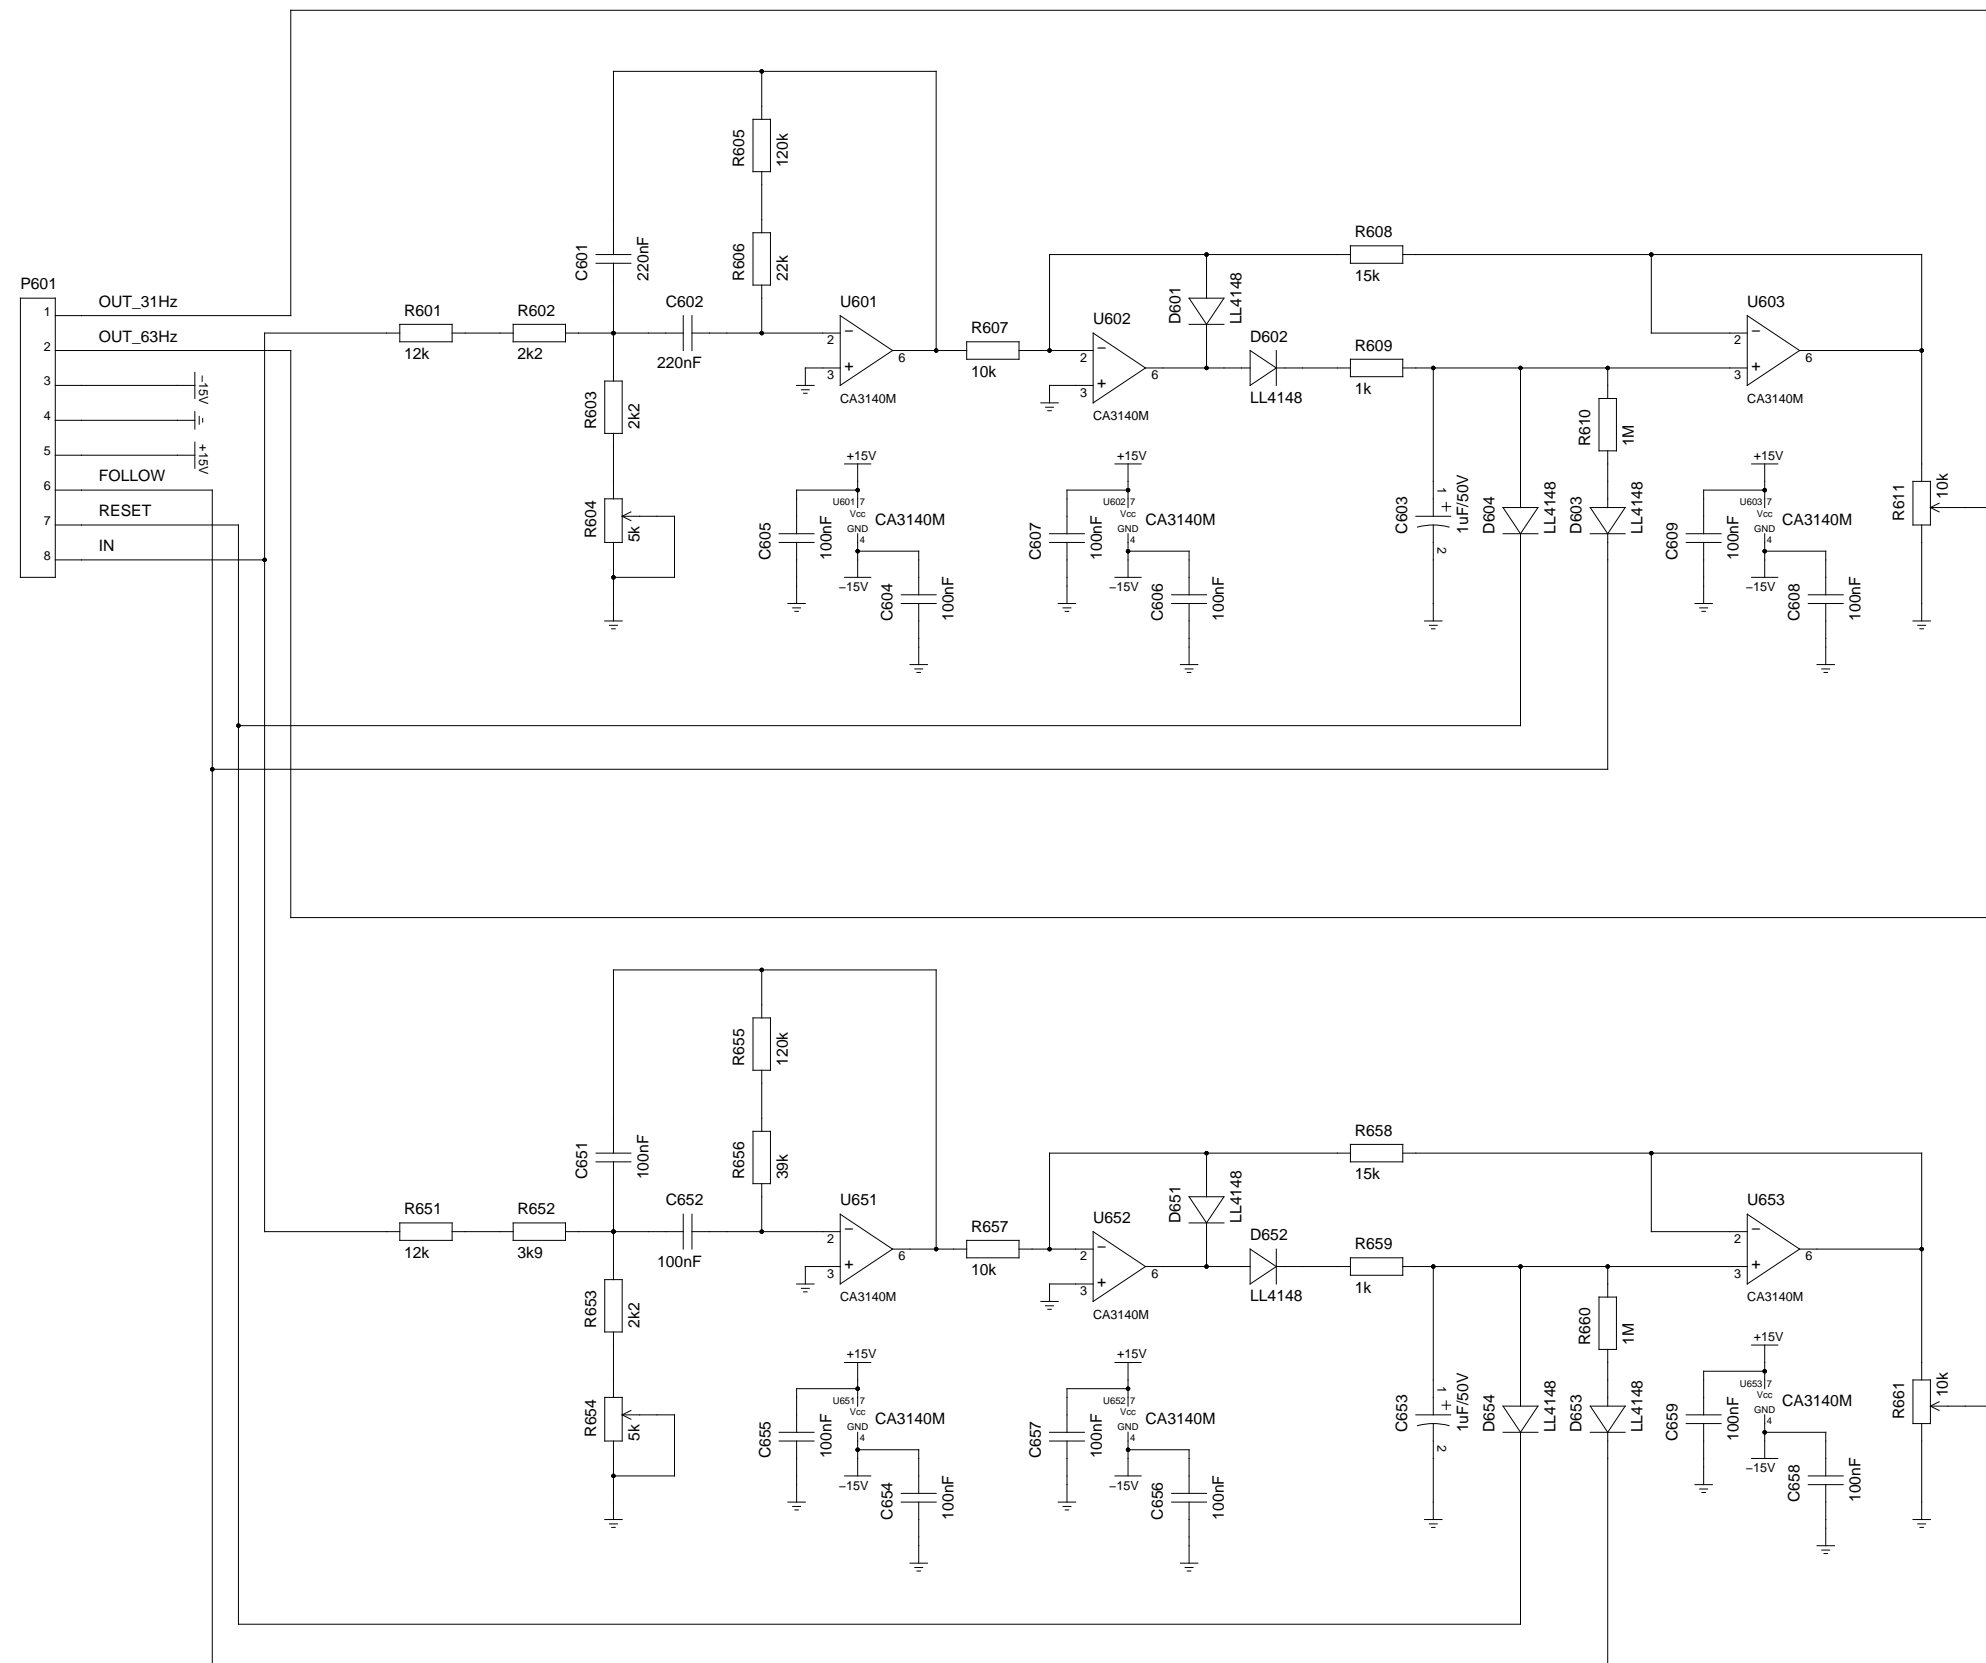 P601
1 OUT_31Hz
2 OUT_63Hz
3 −15V
4 =
5 +15V
6 FOLLOW
7 RESET
8 IN
R601
12k
R602
2k2
C601
220nF
C602
220nF
R605
120k
R606
22k
R603
2k2
R604
5k
U601
−
+
2
3
6
CA3140M
R607
10k
U602
−
+
2
3
6
CA3140M
D601
LL4148
D602
LL4148
R608
15k
R609
1k
U603
−
+
2
3
6
CA3140M
R610
1M
R611
10k
C603
1 +
2
1uF/50V
D604
LL4148
D603
LL4148
+15V
U601 7
Vcc
GND
4
CA3140M
−15V
C605
100nF
C604
100nF
+15V
U602 7
Vcc
GND
4
CA3140M
−15V
C607
100nF
C606
100nF
+15V
U603 7
Vcc
GND
4
CA3140M
−15V
C609
100nF
C608
100nF
R651
12k
R652
3k9
C651
100nF
C652
100nF
R655
120k
R656
39k
R653
2k2
R654
5k
U651
−
+
2
3
6
CA3140M
R657
10k
U652
−
+
2
3
6
CA3140M
D651
LL4148
D652
LL4148
R658
15k
R659
1k
U653
−
+
2
3
6
CA3140M
R660
1M
R661
10k
C653
1 +
2
1uF/50V
D654
LL4148
D653
LL4148
+15V
U651 7
Vcc
GND
4
CA3140M
−15V
C655
100nF
C654
100nF
+15V
U652 7
Vcc
GND
4
CA3140M
−15V
C657
100nF
C656
100nF
+15V
U653 7
Vcc
GND
4
CA3140M
−15V
C659
100nF
C658
100nF